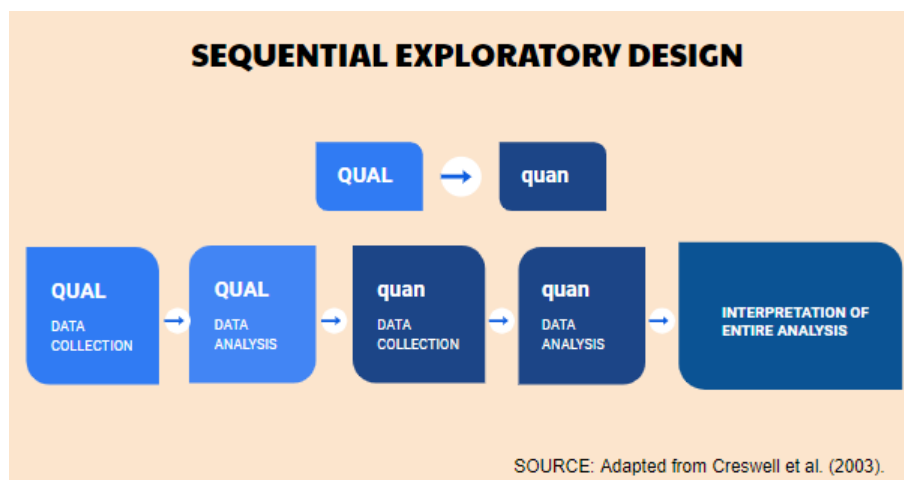 SEQUENTIAL EXPLORATORY DESIGN
QUAL
quan
QUAL
DATA
COLLECTION
QUAL
DATA
ANALYSIS
quan
DATA
COLLECTION
quan
DATA
ANALYSIS
INTERPRETATION OF
ENTIRE ANALYSIS
SOURCE: Adapted from Creswell et al. (2003).